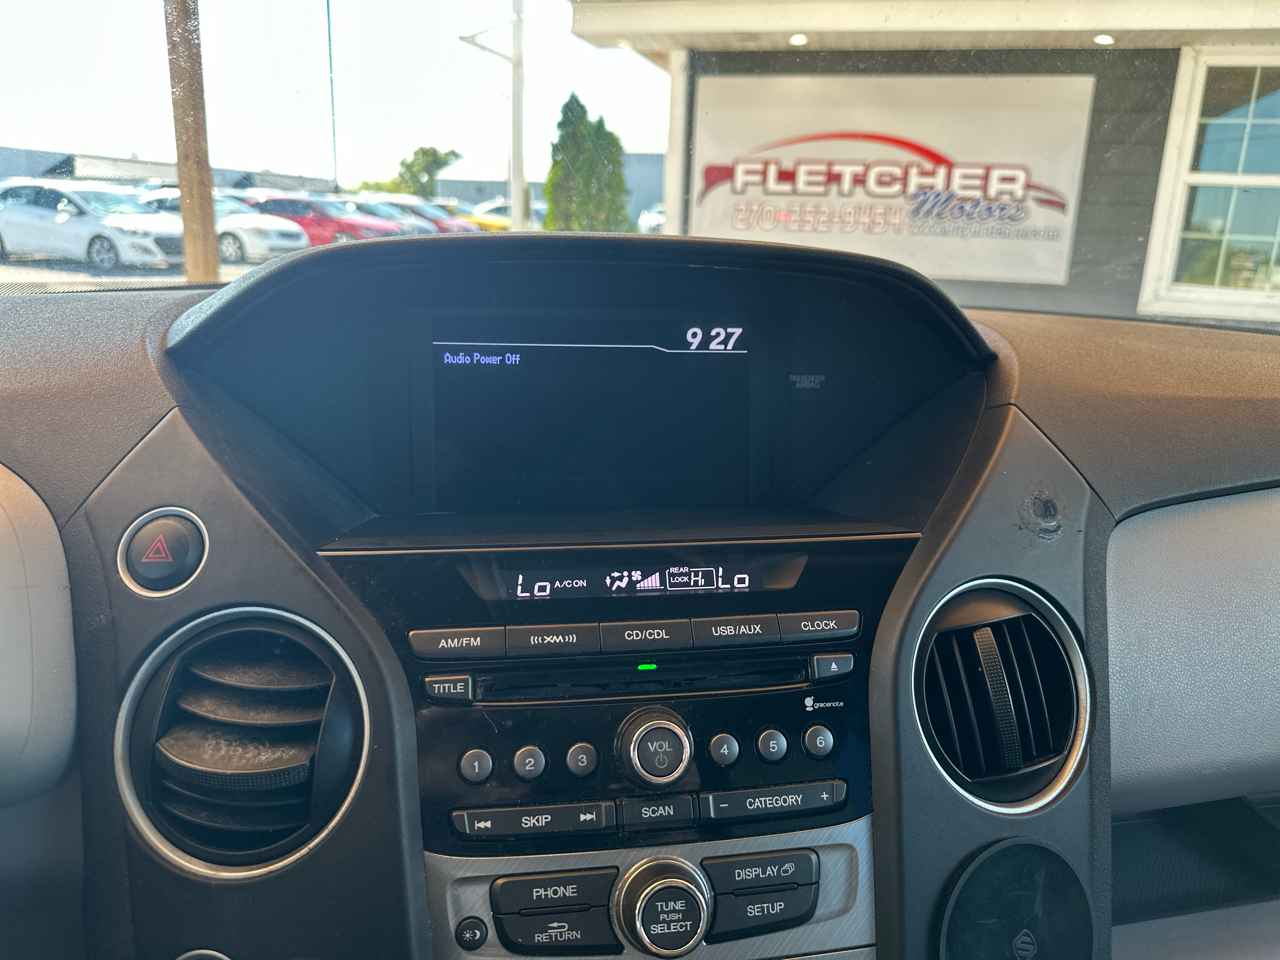 FLETCHER
Motors
270-252-9454
9 27
Audio Power Off
PASSENGER
AIRBAG
Lo A/C ON REAR LOCK Hi Lo
AM/FM XM CD/CDL USB/AUX CLOCK
TITLE
gracenote
VOL
1 2 3 4 5 6
SKIP SCAN − CATEGORY +
PHONE DISPLAY
TUNE
PUSH
SELECT
RETURN SETUP